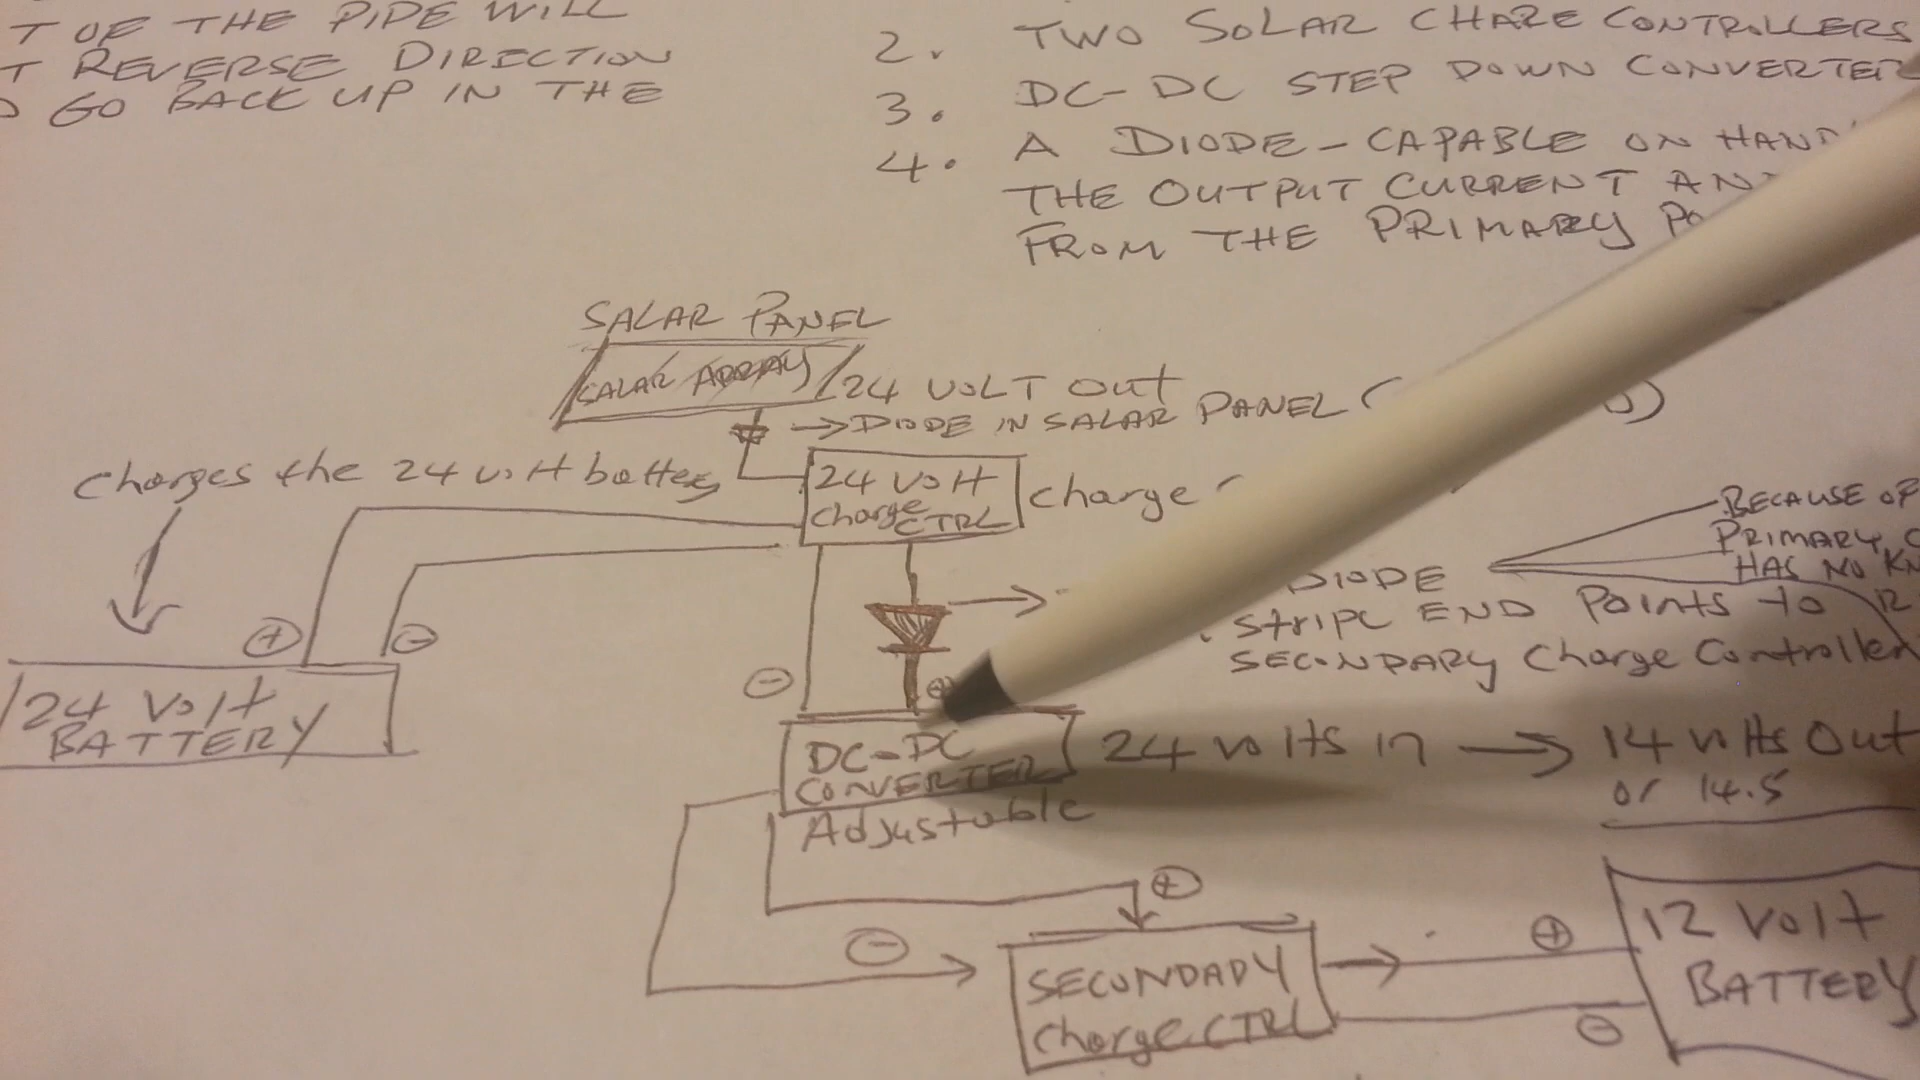 T OF THE PIPE WILL
T REVERSE DIRECTION
GO BACK UP IN THE
2. TWO SOLAR CHARE CONTROLLERS
3. DC-DC STEP DOWN CONVERTER
4. A DIODE-CAPABLE ON HAND
THE OUTPUT CURRENT AN
FROM THE PRIMARY PO
SALAR PANEL
SALAR ARRAY
24 VOLT OUT
DIODE IN SALAR PANEL (
charges the 24 volt battery
24 VOLT
charge CTRL
charge
BECAUSE OF
PRIMARY C
HAS NO KN
DIODE
STRIPE END POINTS TO 12
SECONDARY Charge Controller
+
-
24 VOLT
BATTERY
-
+
DC-DC
CONVERTER
Adjustable
24 volts in → 14 volts out
or 14.5
+
-
SECUNDADY
charge CTRL
+
-
12 VOLT
BATTERY